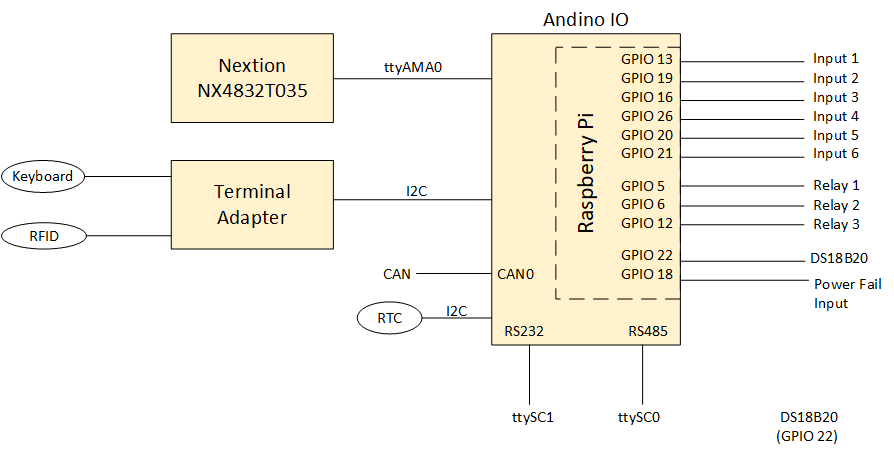 Andino IO
Nextion
NX4832T035
ttyAMA0
Terminal
Adapter
Keyboard
RFID
I2C
CAN
CAN0
RTC
I2C
Raspberry Pi
GPIO 13
Input 1
GPIO 19
Input 2
GPIO 16
Input 3
GPIO 26
Input 4
GPIO 20
Input 5
GPIO 21
Input 6
GPIO 5
Relay 1
GPIO 6
Relay 2
GPIO 12
Relay 3
GPIO 22
DS18B20
GPIO 18
Power Fail
Input
RS232
RS485
ttySC1
ttySC0
DS18B20
(GPIO 22)